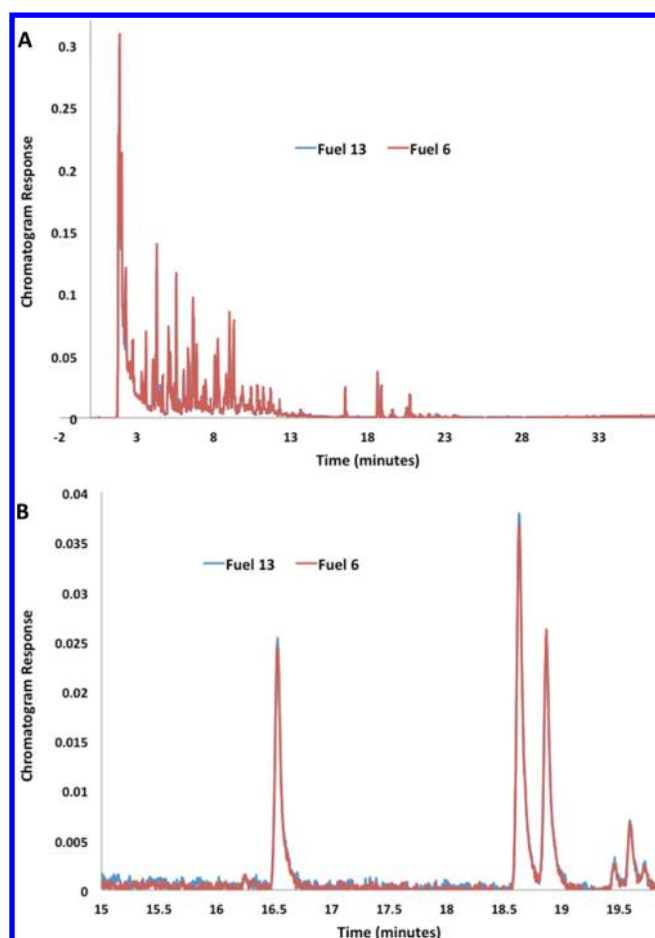 A
0.3
0.25
0.2
0.15
0.1
0.05
0
Chromatogram Response
Fuel 13 Fuel 6
-2 3 8 13 18 23 28 33
Time (minutes)
B
0.04
0.035
0.03
0.025
0.02
0.015
0.01
0.005
0
Chromatogram Response
Fuel 13 Fuel 6
15 15.5 16 16.5 17 17.5 18 18.5 19 19.5
Time (minutes)